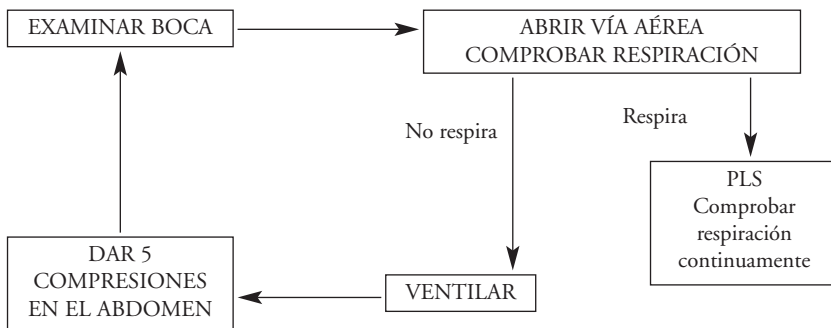 EXAMINAR BOCA
ABRIR VÍA AÉREA
COMPROBAR RESPIRACIÓN
No respira
Respira
PLS
Comprobar
respiración
continuamente
DAR 5
COMPRESIONES
EN EL ABDOMEN
VENTILAR